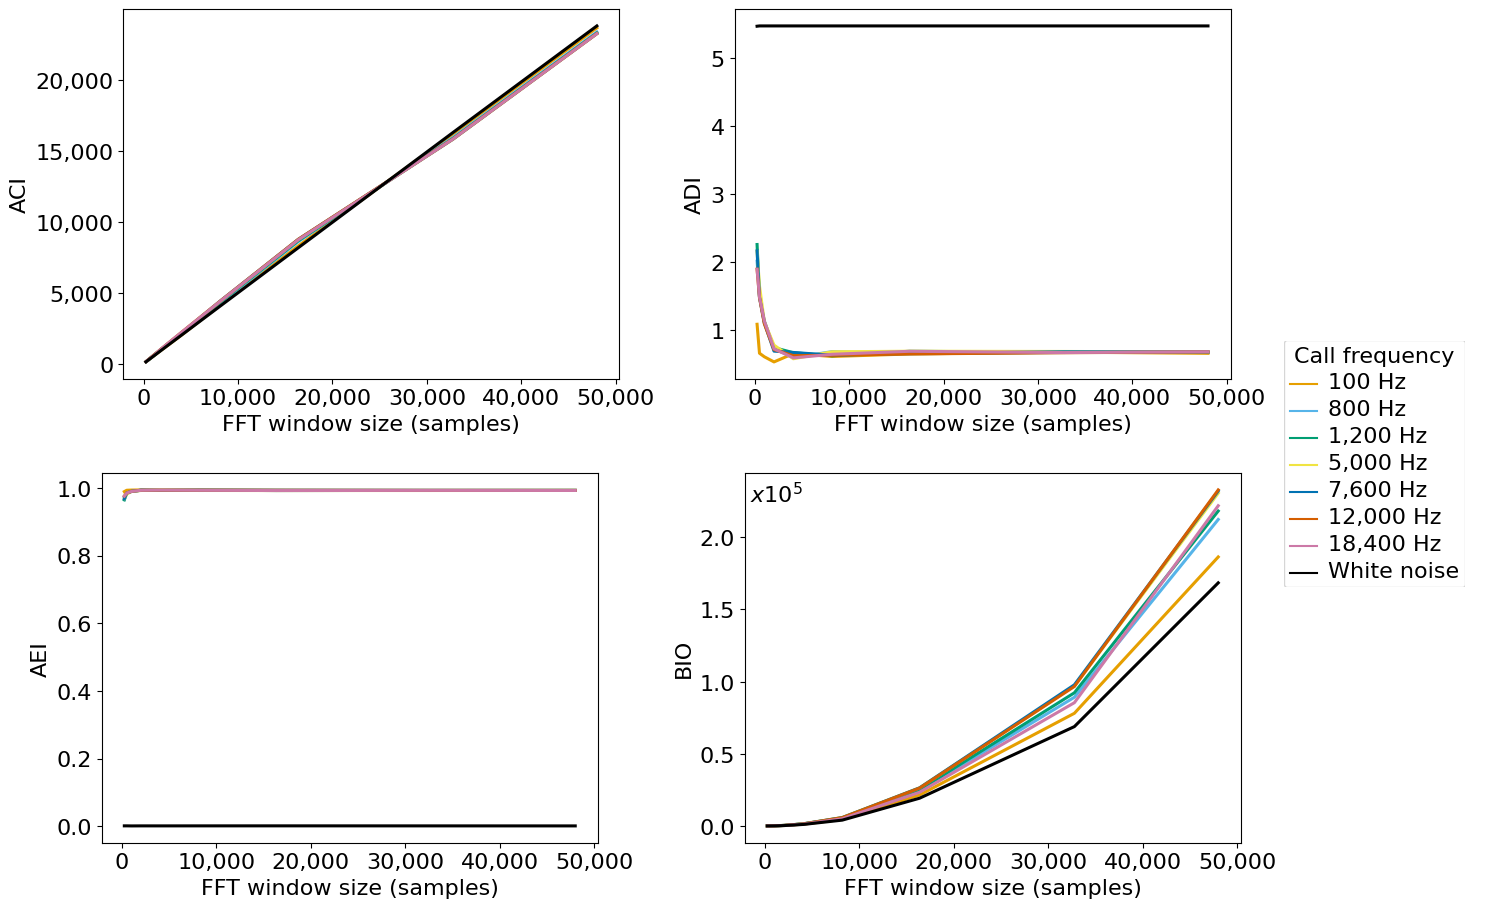 20,000
15,000
10,000
5,000
0
ACI
0 10,000 20,000 30,000 40,000 50,000
FFT window size (samples)
5
4
3
2
1
ADI
0 10,000 20,000 30,000 40,000 50,000
FFT window size (samples)
1.0
0.8
0.6
0.4
0.2
0.0
AEI
0 10,000 20,000 30,000 40,000 50,000
FFT window size (samples)
x10⁵
2.0
1.5
1.0
0.5
0.0
BIO
0 10,000 20,000 30,000 40,000 50,000
FFT window size (samples)
Call frequency
100 Hz
800 Hz
1,200 Hz
5,000 Hz
7,600 Hz
12,000 Hz
18,400 Hz
White noise